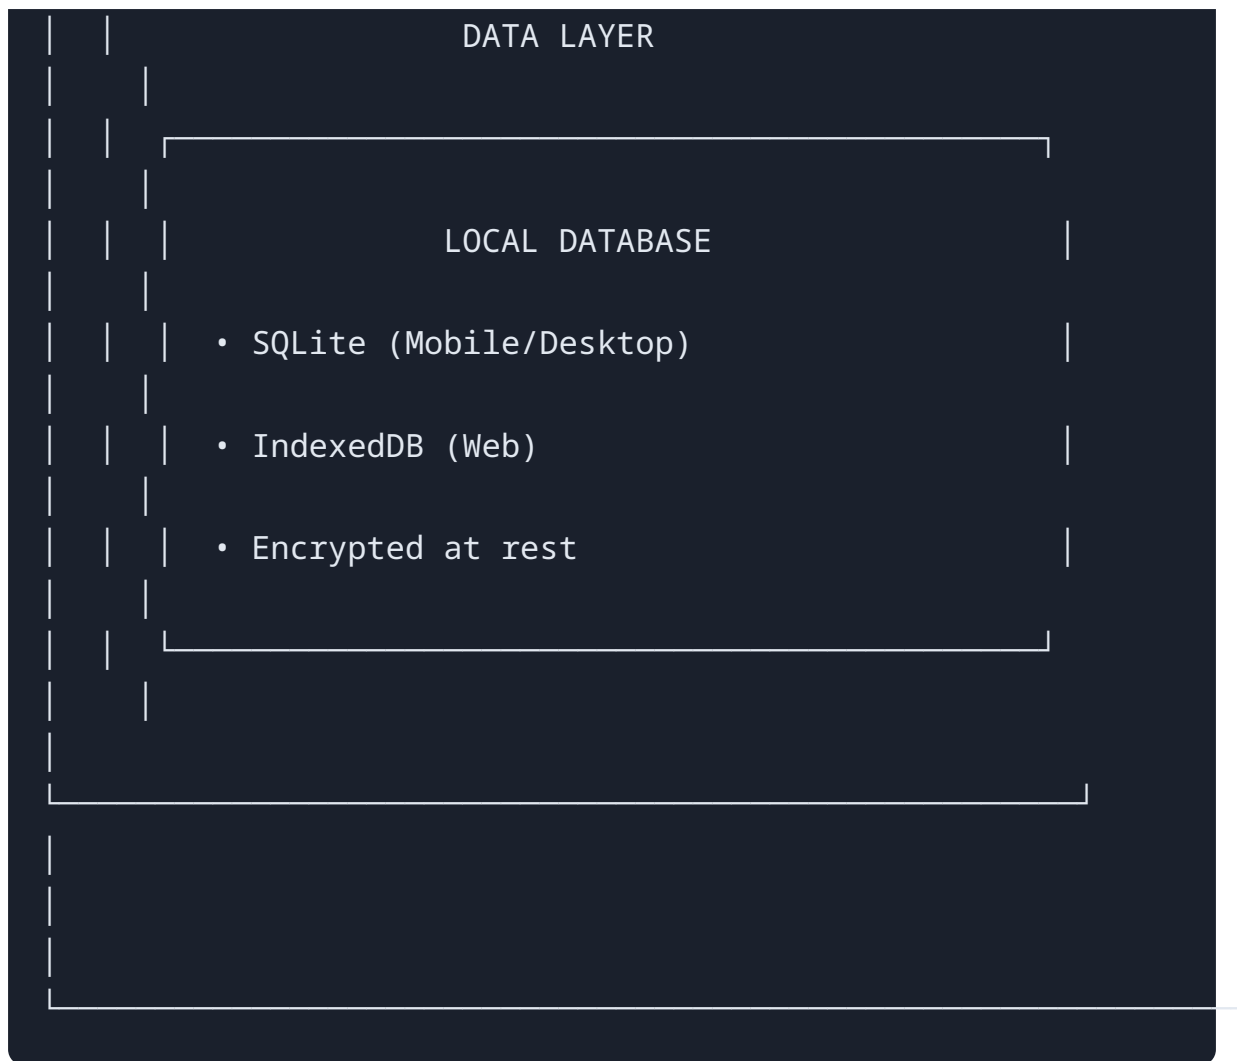 DATA LAYER
LOCAL DATABASE
• SQLite (Mobile/Desktop)
• IndexedDB (Web)
• Encrypted at rest